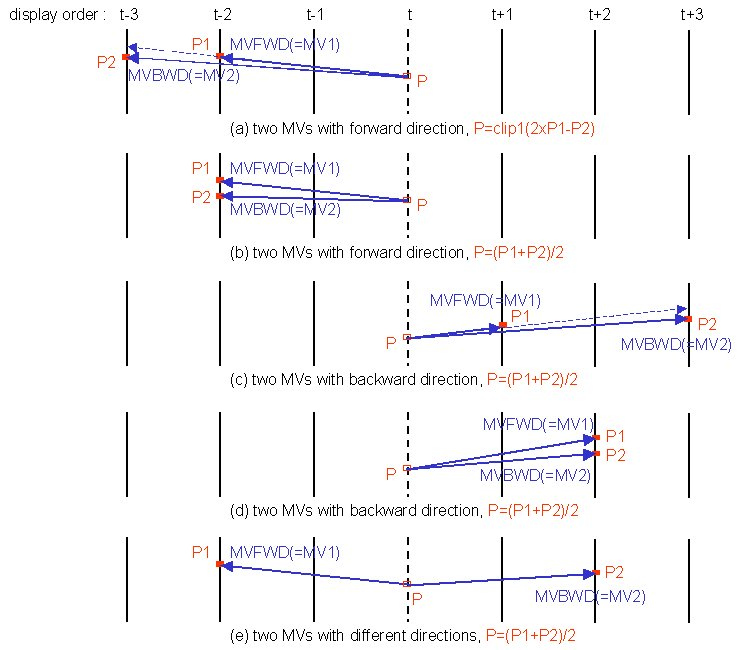 display order : t-3 t-2 t-1 t t+1 t+2 t+3
P1 MVFWD(=MV1)
P2
MVBWD(=MV2) P
(a) two MVs with forward direction, P=clip1(2xP1-P2)
P1 MVFWD(=MV1)
P2 P
MVBWD(=MV2)
(b) two MVs with forward direction, P=(P1+P2)/2
MVFWD(=MV1)
P1
P2
P MVBWD(=MV2)
(c) two MVs with backward direction, P=(P1+P2)/2
MVFWD(=MV1) P1
P2
P MVBWD(=MV2)
(d) two MVs with backward direction, P=(P1+P2)/2
P1 MVFWD(=MV1)
P2
P MVBWD(=MV2)
(e) two MVs with different directions, P=(P1+P2)/2